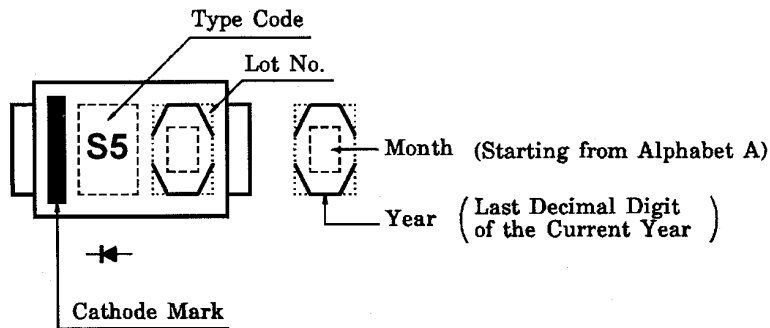 Type Code
Lot No.
S5
Month (Starting from Alphabet A)
Year (Last Decimal Digit
of the Current Year)
Cathode Mark